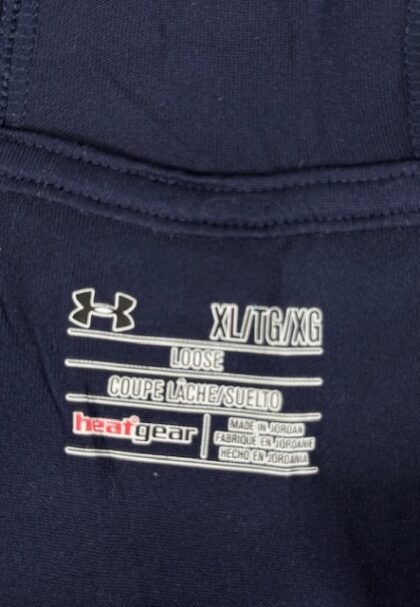 XL/TG/XG
LOOSE
COUPE LÂCHE/SUELTO
heatgear
MADE IN JORDAN
FABRIQUÉ EN JORDANIE
HECHO EN JORDANIA